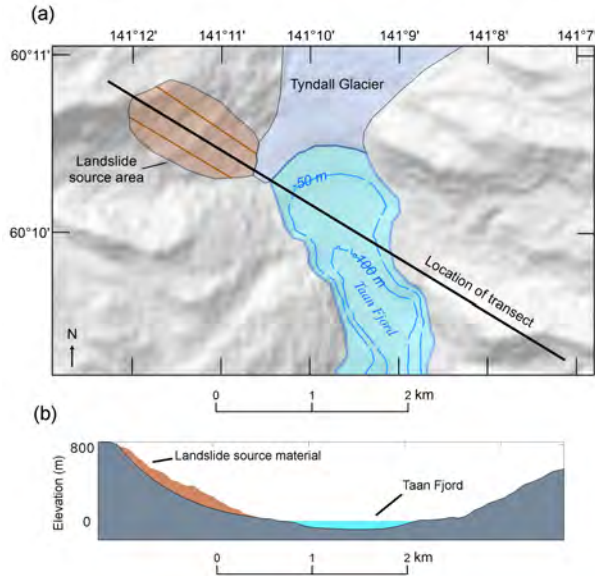 (a)
141°12' 141°11' 141°10' 141°9' 141°8' 141°7'
60°11'
Tyndall Glacier
Landslide
source area
-50 m
60°10'
-100 m
Taan Fjord
Location of transect
N
0 1 2 km
(b)
800
Landslide source material
Taan Fjord
Elevation (m)
0
0 1 2 km